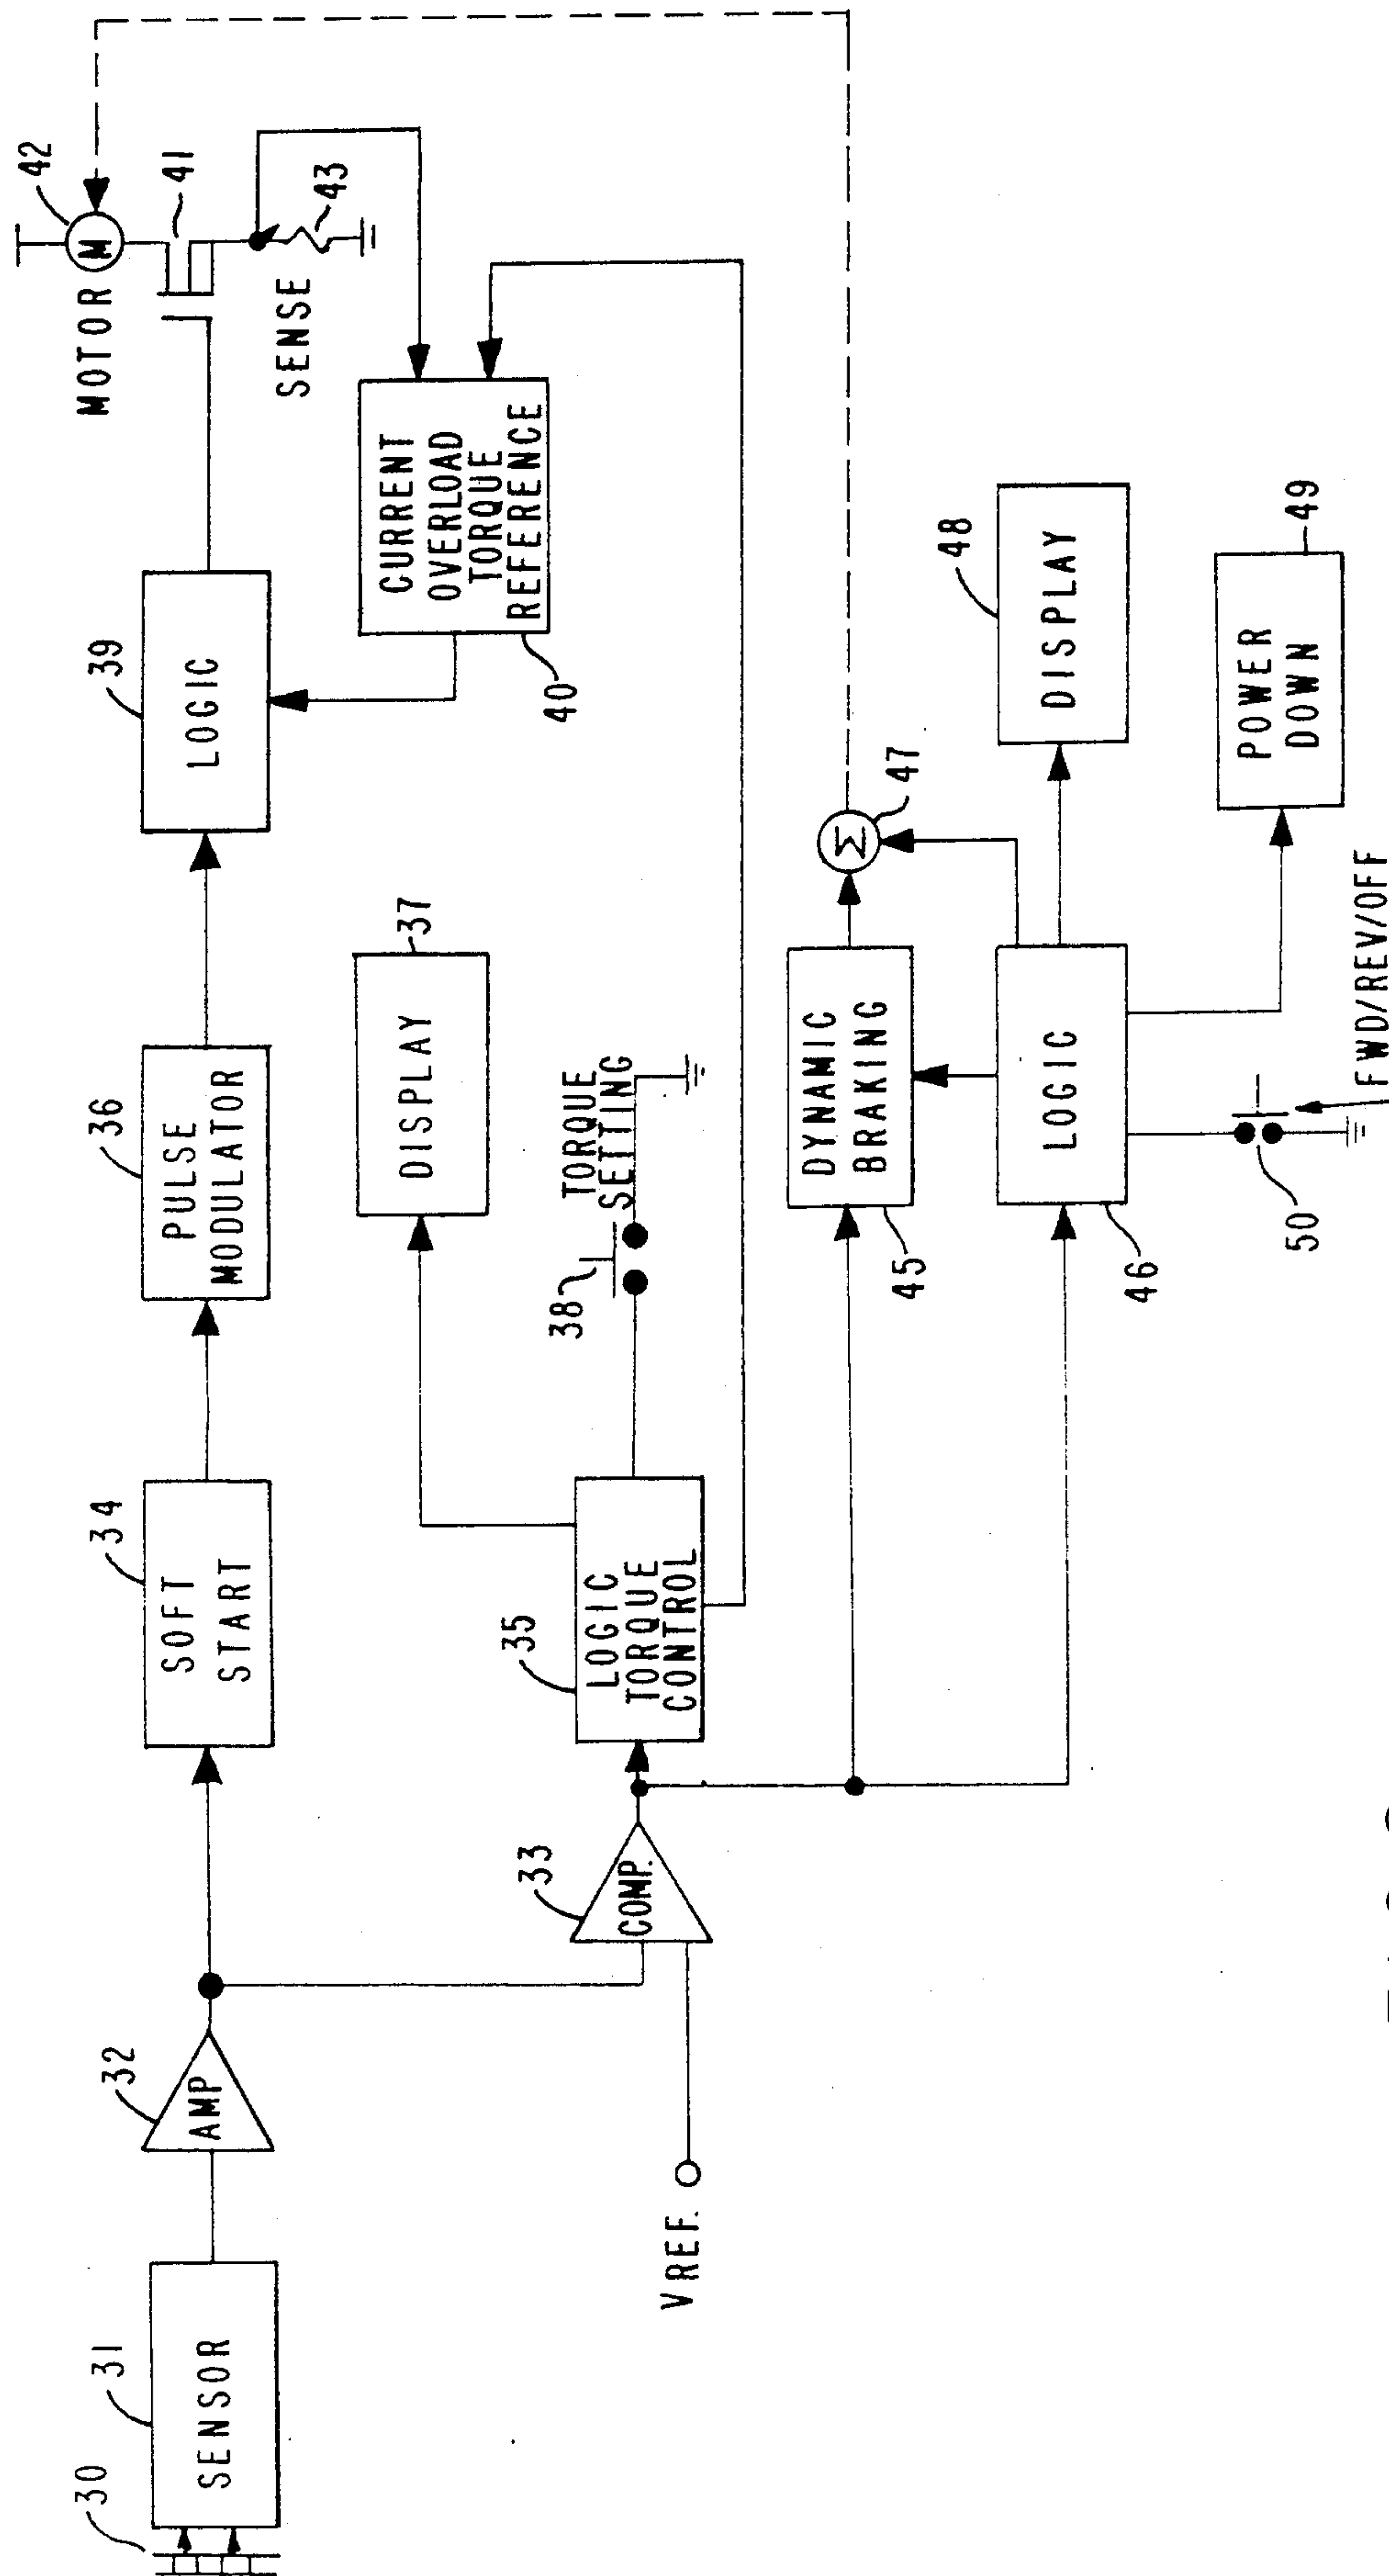 30
31
SENSOR
32
AMP
33
COMP.
VREF.
34
SOFT
START
35
LOGIC
TORQUE
CONTROL
36
PULSE
MODULATOR
37
DISPLAY
38
TORQUE
SETTING
39
LOGIC
40
CURRENT
OVERLOAD
TORQUE
REFERENCE
MOTOR
M
42
41
SENSE
43
45
DYNAMIC
BRAKING
46
LOGIC
47
Σ
48
DISPLAY
49
POWER
DOWN
50
FWD/REV/OFF